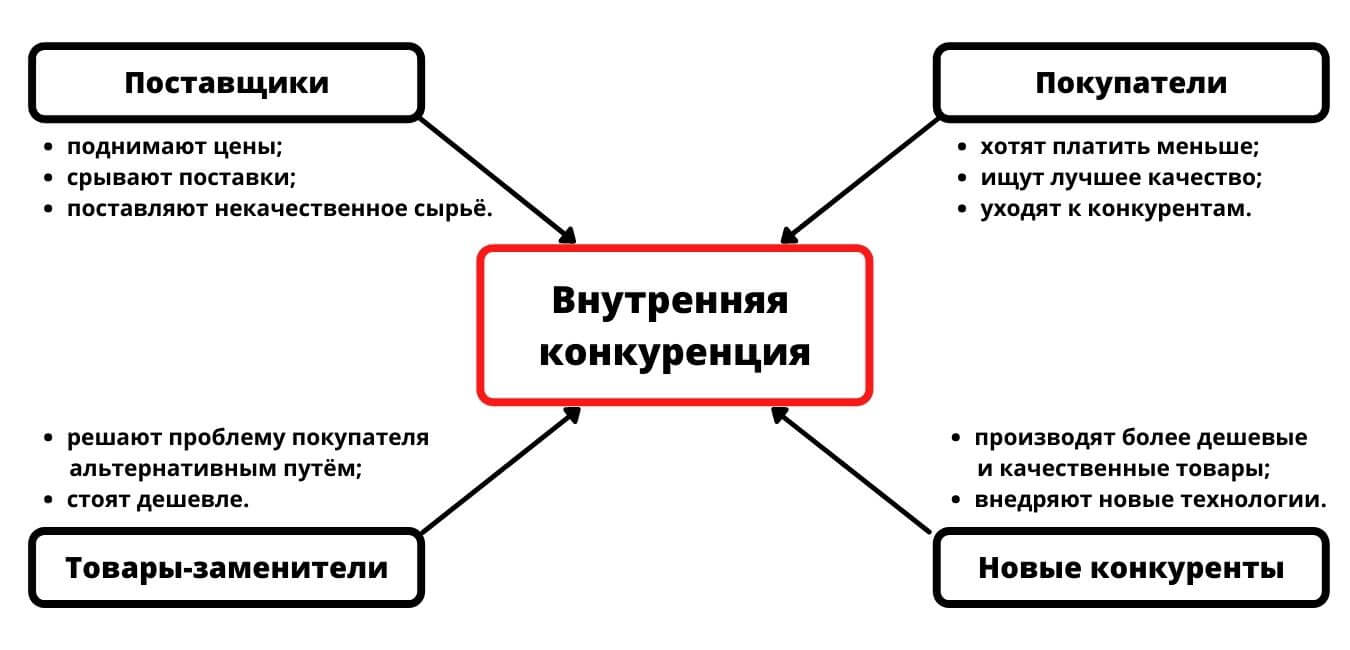 Поставщики
• поднимают цены;
• срывают поставки;
• поставляют некачественное сырьё.
Покупатели
• хотят платить меньше;
• ищут лучшее качество;
• уходят к конкурентам.
Внутренняя
конкуренция
• решают проблему покупателя
альтернативным путём;
• стоят дешевле.
Товары-заменители
• производят более дешевые
и качественные товары;
• внедряют новые технологии.
Новые конкуренты